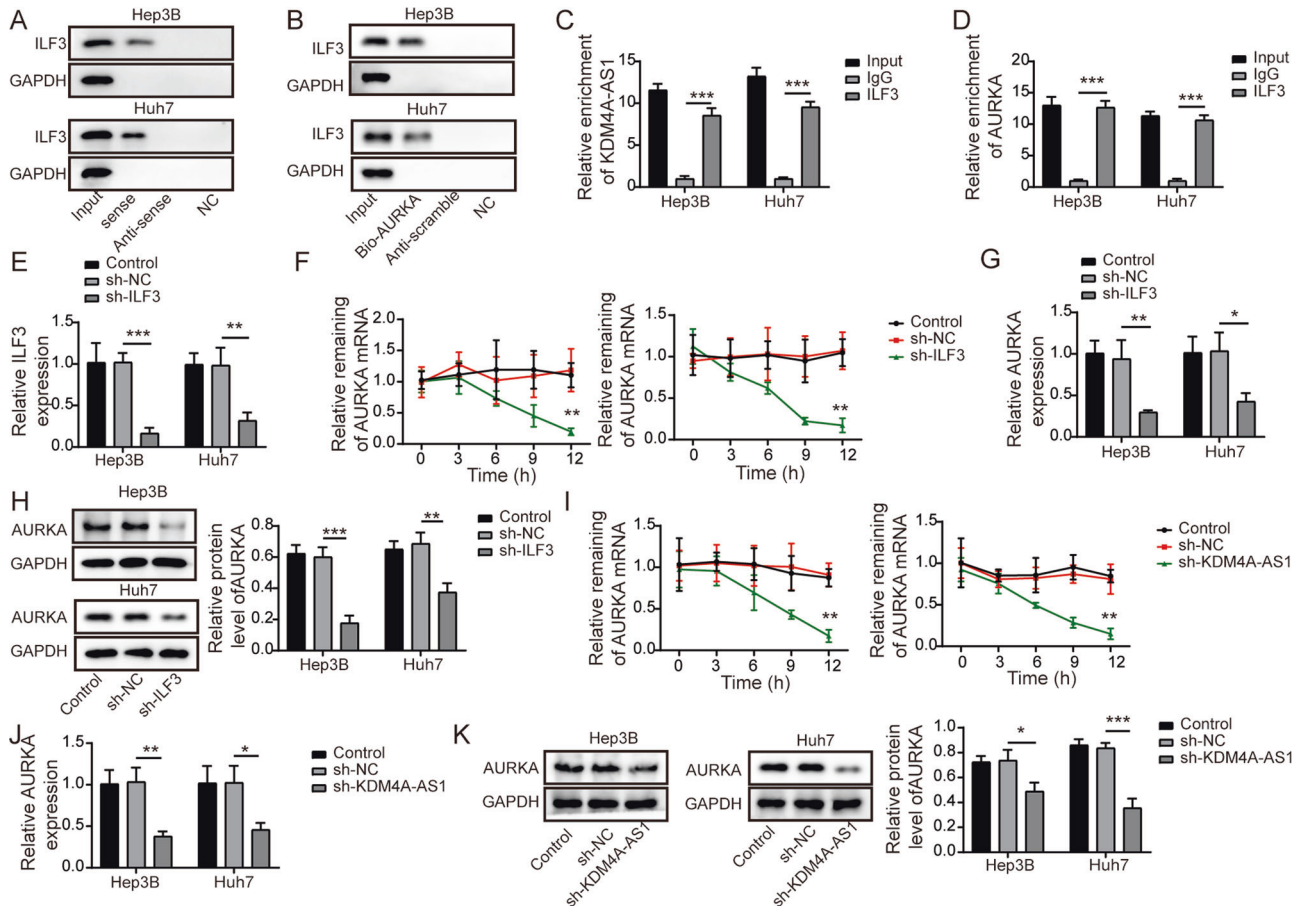 A
Hep3B
ILF3
GAPDH
Huh7
ILF3
GAPDH
Input
sense
Anti-sense
NC
B
Hep3B
ILF3
GAPDH
Huh7
ILF3
GAPDH
Input
Bio-AURKA
Anti-scramble
NC
C
Relative enrichment
of KDM4A-AS1
15
10
5
0
***
***
Hep3B
Huh7
Input
IgG
ILF3
D
Relative enrichment
of AURKA
20
15
10
5
0
***
***
Hep3B
Huh7
Input
IgG
ILF3
E
Control
sh-NC
sh-ILF3
Relative ILF3
expression
1.5
1.0
0.5
0.0
***
**
Hep3B
Huh7
F
Relative remaining
of AURKA mRNA
2.0
1.5
1.0
0.5
0.0
**
0 3 6 9 12
Time (h)
Relative remaining
of AURKA mRNA
1.5
1.0
0.5
0.0
**
0 3 6 9 12
Time (h)
Control
sh-NC
sh-ILF3
G
Control
sh-NC
sh-ILF3
Relative AURKA
expression
1.5
1.0
0.5
0.0
**
*
Hep3B
Huh7
H
Hep3B
AURKA
GAPDH
Huh7
AURKA
GAPDH
Control
sh-NC
sh-ILF3
Relative protein
level ofAURKA
0.8
0.6
0.4
0.2
0.0
***
**
Hep3B
Huh7
Control
sh-NC
sh-ILF3
I
Relative remaining
of AURKA mRNA
1.5
1.0
0.5
0.0
**
0 3 6 9 12
Time (h)
Relative remaining
of AURKA mRNA
1.5
1.0
0.5
0.0
**
0 3 6 9 12
Time (h)
Control
sh-NC
sh-KDM4A-AS1
J
Relative AURKA
expression
1.5
1.0
0.5
0.0
**
*
Hep3B
Huh7
Control
sh-NC
sh-KDM4A-AS1
K
Hep3B
AURKA
GAPDH
Control
sh-NC
sh-KDM4A-AS1
Huh7
AURKA
GAPDH
Control
sh-NC
sh-KDM4A-AS1
Relative protein
level ofAURKA
1.0
0.8
0.6
0.4
0.2
0.0
*
***
Hep3B
Huh7
Control
sh-NC
sh-KDM4A-AS1